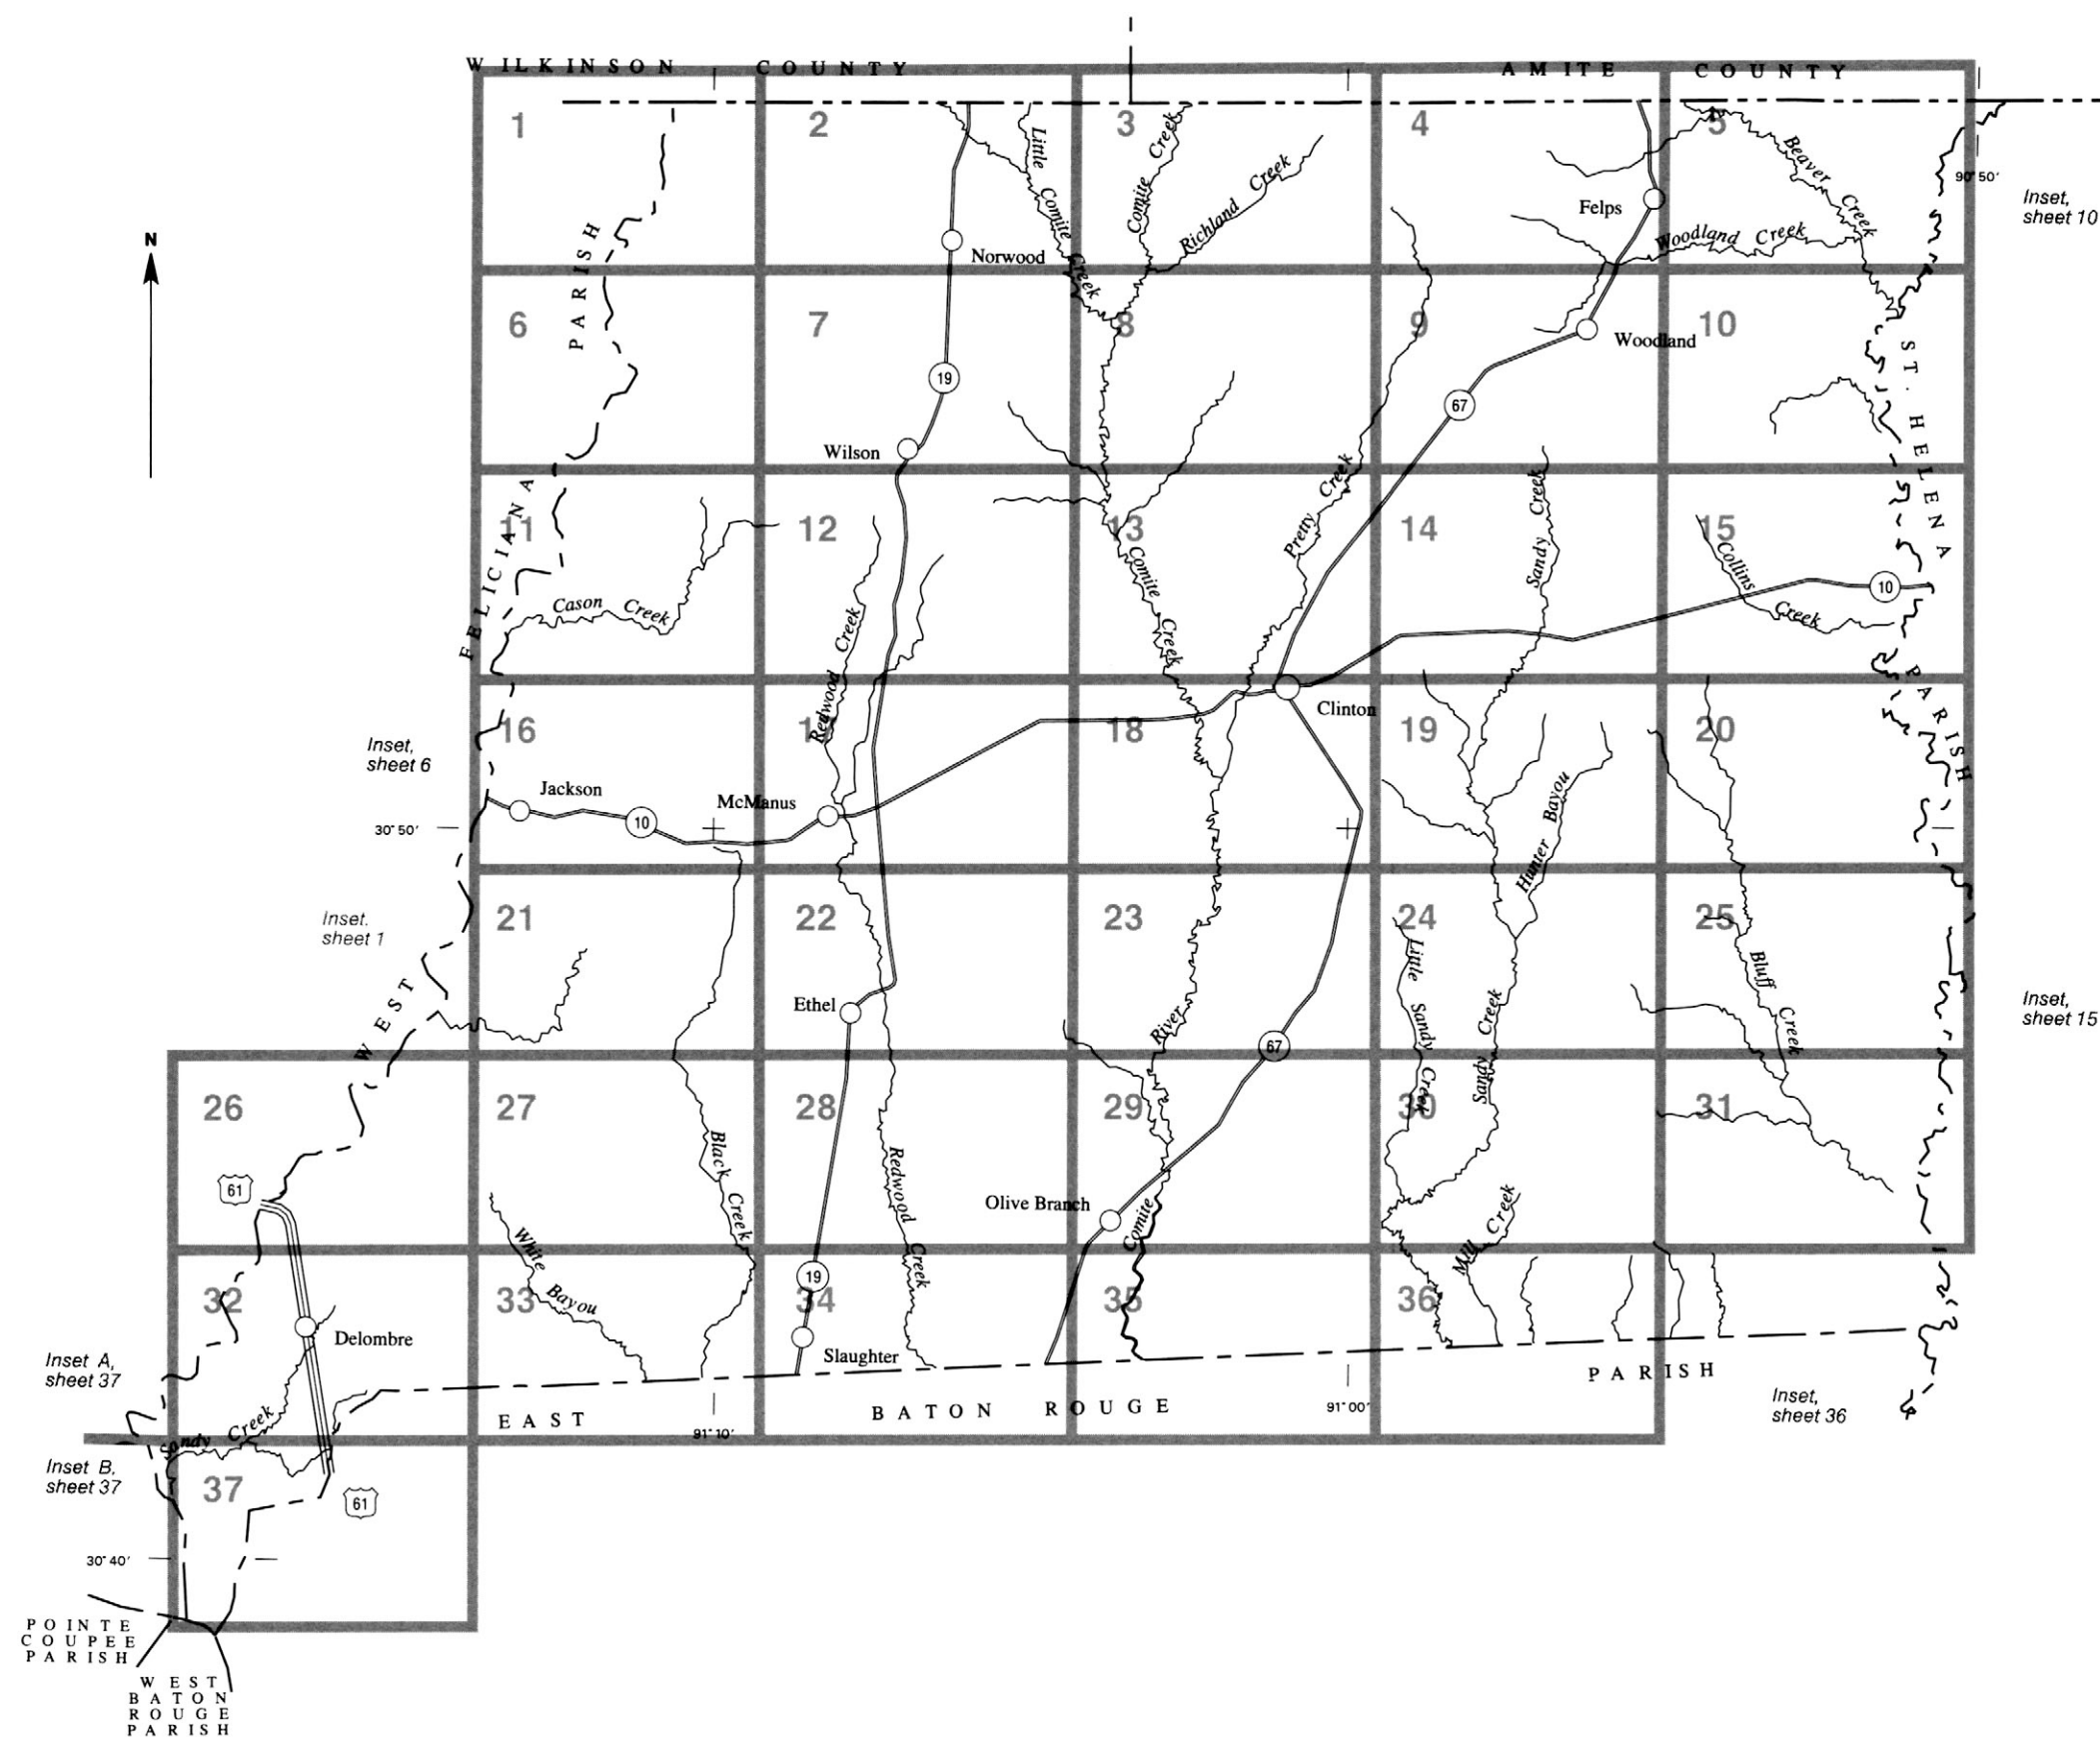 WILKINSON COUNTY AMITE COUNTY
1 2 3 4 5
Little Comite Creek
Comite Creek
Richland Creek
Beaver Creek
90°50'
Inset,
sheet 10
Felps
Woodland Creek
N
Norwood
PARISH
6 7 8 9 10
Woodland
ST. HELENA PARISH
19
67
Wilson
11 12 13 14 15
FELICIANA
Pretty Creek
Sandy Creek
Collins Creek
10
Cason Creek
Redwood Creek
Comite Creek
Clinton
16 17 18 19 20
Inset,
sheet 6
Jackson
McManus
10
Hunter Bayou
30°50'
21 22 23 24 25
Inset.
sheet 1
WEST
Ethel
River
Little Sandy Creek
Sandy Creek
Bluff Creek
Inset,
sheet 15
67
26 27 28 29 30 31
Black Creek
Redwood Creek
61
Olive Branch
Comite
Mill Creek
White Bayou
32 33 34 35 36
19
Delombre
Slaughter
Inset A,
sheet 37
PARISH
Inset,
sheet 36
EAST BATON ROUGE
91°10'
91°00'
Sandy Creek
Inset B,
sheet 37
37
61
30°40'
POINTE
COUPEE
PARISH
WEST
BATON
ROUGE
PARISH